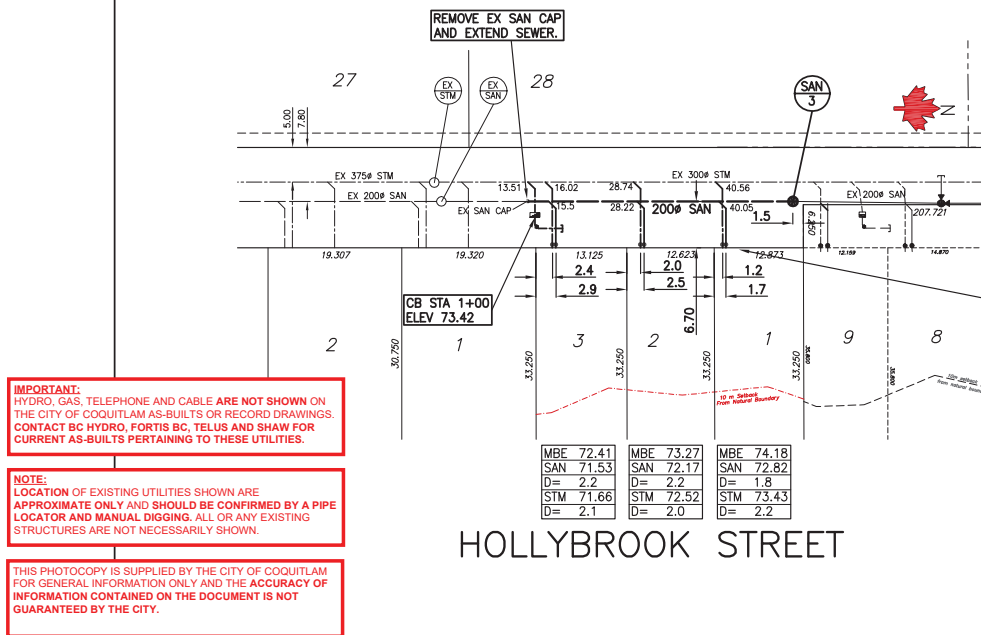 REMOVE EX SAN CAP
AND EXTEND SEWER.
27
28
EX
STM
EX
SAN
SAN
3
N
5.00
7.80
EX 375ø STM
EX 300ø STM
EX 200ø SAN
EX 200ø SAN
13.51
16.02
28.74
40.56
EX SAN CAP
15.5
28.22
200ø SAN
40.05
1.5
6.250
207.721
19.307
19.320
13.125
12.623
12.873
12.159
14.870
2.4
2.0
1.2
2.9
2.5
1.7
CB STA 1+00
ELEV 73.42
6.70
2
1
3
2
1
9
8
30.750
33.250
33.250
33.250
33.250
10 m Setback
From Natural Boundary
IMPORTANT:
HYDRO, GAS, TELEPHONE AND CABLE ARE NOT SHOWN ON
THE CITY OF COQUITLAM AS-BUILTS OR RECORD DRAWINGS.
CONTACT BC HYDRO, FORTIS BC, TELUS AND SHAW FOR
CURRENT AS-BUILTS PERTAINING TO THESE UTILITIES.
NOTE:
LOCATION OF EXISTING UTILITIES SHOWN ARE
APPROXIMATE ONLY AND SHOULD BE CONFIRMED BY A PIPE
LOCATOR AND MANUAL DIGGING. ALL OR ANY EXISTING
STRUCTURES ARE NOT NECESSARILY SHOWN.
THIS PHOTOCOPY IS SUPPLIED BY THE CITY OF COQUITLAM
FOR GENERAL INFORMATION ONLY AND THE ACCURACY OF
INFORMATION CONTAINED ON THE DOCUMENT IS NOT
GUARANTEED BY THE CITY.
MBE 72.41
SAN 71.53
D= 2.2
STM 71.66
D= 2.1
MBE 73.27
SAN 72.17
D= 2.2
STM 72.52
D= 2.0
MBE 74.18
SAN 72.82
D= 1.8
STM 73.43
D= 2.2
HOLLYBROOK STREET